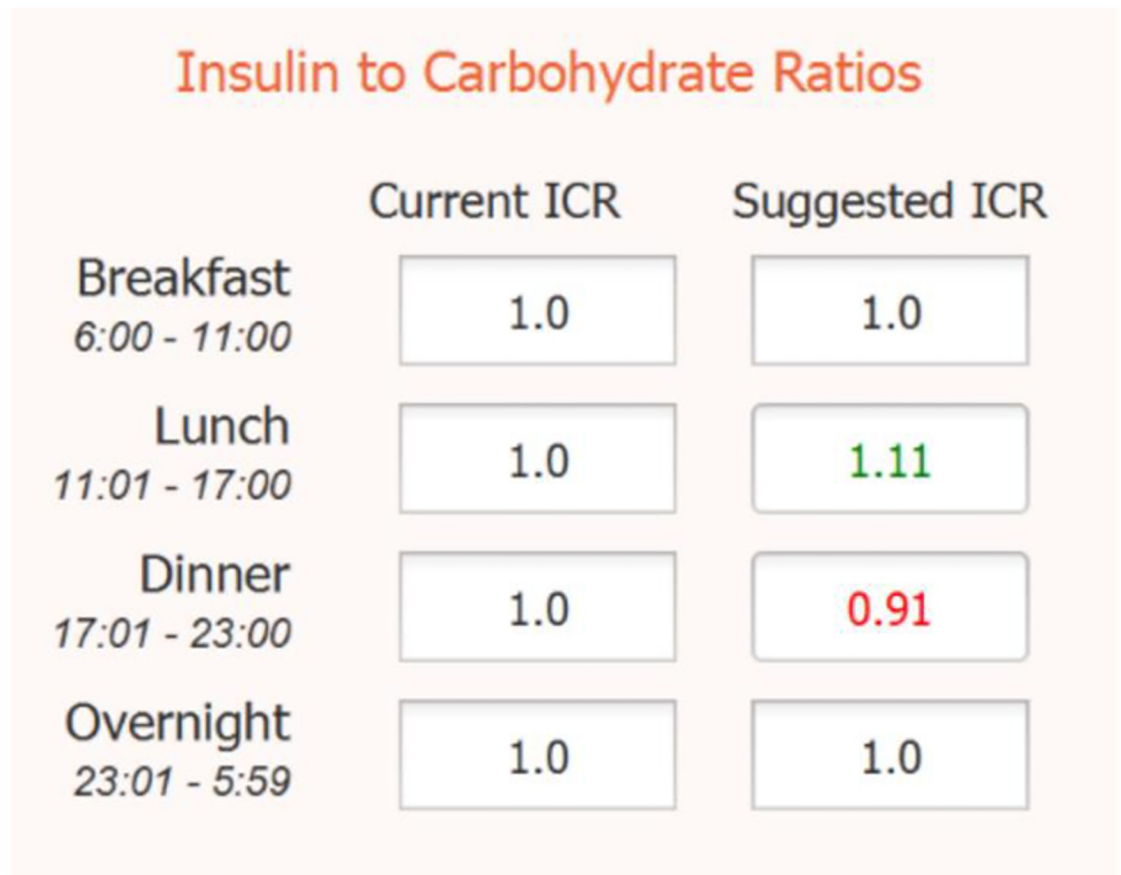 Insulin to Carbohydrate Ratios
Current ICR Suggested ICR
Breakfast
6:00 - 11:00
1.0 1.0
Lunch
11:01 - 17:00
1.0 1.11
Dinner
17:01 - 23:00
1.0 0.91
Overnight
23:01 - 5:59
1.0 1.0